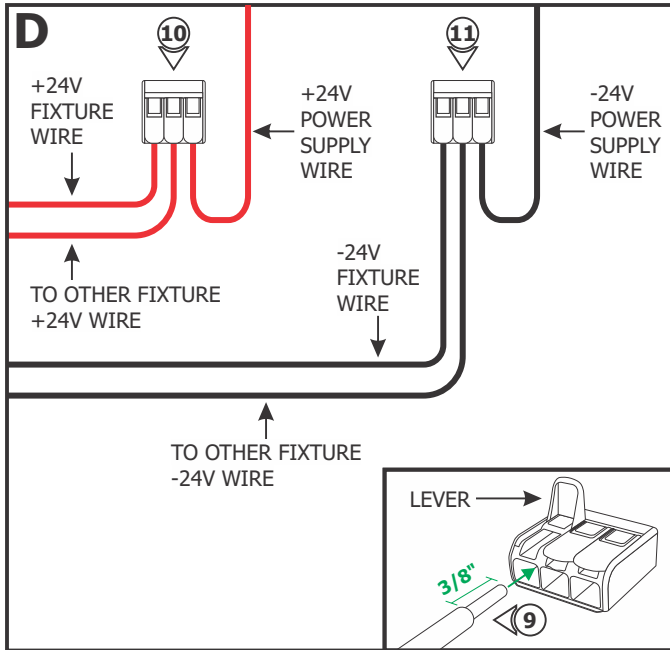 D
10
11
+24V
FIXTURE
WIRE
+24V
POWER
SUPPLY
WIRE
-24V
POWER
SUPPLY
WIRE
TO OTHER FIXTURE
+24V WIRE
-24V
FIXTURE
WIRE
TO OTHER FIXTURE
-24V WIRE
LEVER
3/8"
9